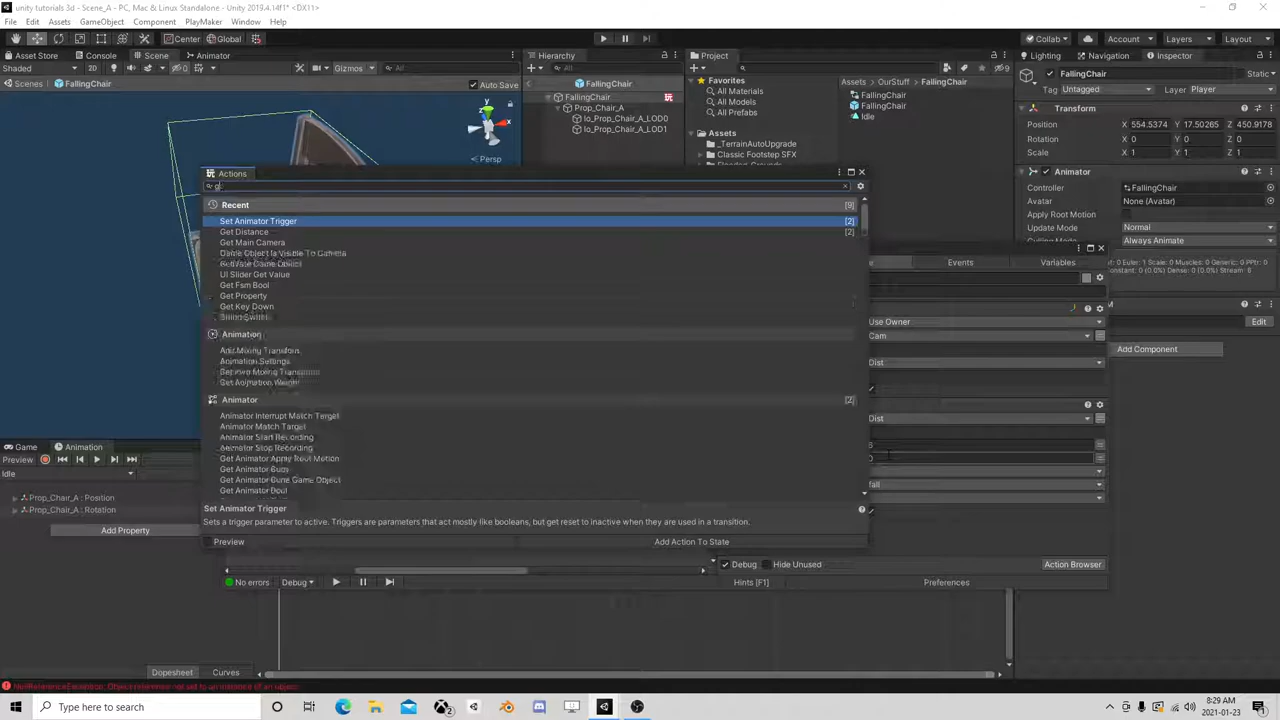 unity tutorials 3d - Scene_A - PC, Mac & Linux Standalone - Unity 2019.4.14f1* <DX11>
File Edit Assets GameObject Component PlayMaker Window Help
Center Global Collab Account Layers Layout
Asset Store Console Scene Animator Hierarchy Project Lighting Navigation Inspector
Shaded 2D Gizmos All
Scenes FallingChair Auto Save
FallingChair
FallingChair
Prop_Chair_A
lo_Prop_Chair_A_LOD0
lo_Prop_Chair_A_LOD1
Favorites
All Materials
All Models
All Prefabs
Assets
_TerrainAutoUpgrade
Classic Footstep SFX
Assets OurStuff FallingChair
FallingChair
FallingChair
Idle
FallingChair Static
Tag Untagged Layer Player
Transform
Position X 554.5374 Y 17.50265 Z 450.9178
Rotation X 0 Y 0 Z 0
Scale X 1 Y 1 Z 1
Animator
Controller FallingChair
Avatar None (Avatar)
Apply Root Motion
Update Mode Normal
Always Animate
Persp
Actions
Recent [9]
Set Animator Trigger [2]
Get Distance [2]
Get Main Camera
Game Object Is Visible To Camera
UI Slider Get Value
Get Fsm Bool
Get Property
Get Key Down
Animation
Add Mixing Transform
Animation Settings
Remove Mixing Transform
Animator [2]
Animator Interrupt Match Target
Animator Match Target
Animator Start Recording
Animator Stop Recording
Get Animator Apply Root Motion
Get Animator Bone Game Object
Get Animator Bool
Set Animator Trigger
Sets a trigger parameter to active. Triggers are parameters that act mostly like booleans, but get reset to inactive when they are used in a transition.
Preview Add Action To State
Events Variables
Use Owner
Cam
Dist
Dist
fall
Edit
Add Component
Debug Hide Unused Action Browser
No errors Debug Hints [F1] Preferences
Game Animation
Preview
Idle
Prop_Chair_A : Position
Prop_Chair_A : Rotation
Add Property
Dopesheet Curves
Type here to search
8:29 AM
2021-01-23